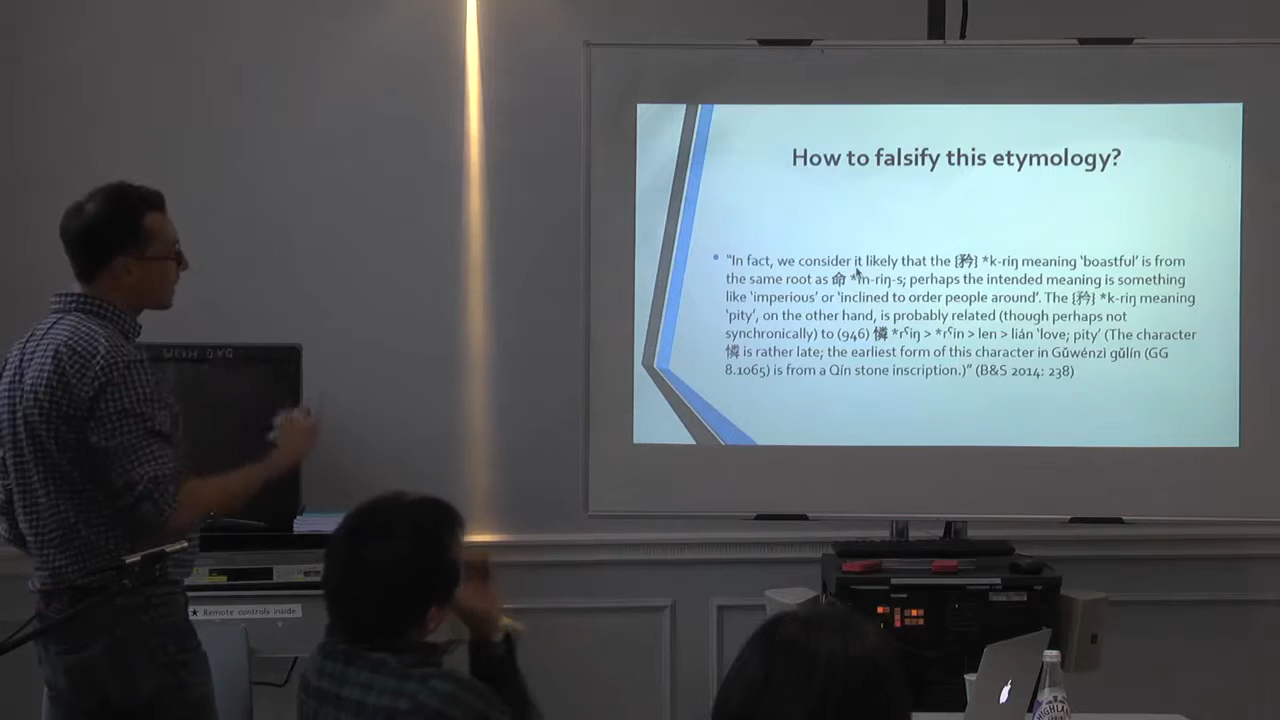 How to falsify this etymology?
• “In fact, we consider it likely that the {矜} *k-riŋ meaning ‘boastful’ is from
the same root as 命 *m-riŋ-s; perhaps the intended meaning is something
like ‘imperious’ or ‘inclined to order people around’. The {矜} *k-riŋ meaning
‘pity’, on the other hand, is probably related (though perhaps not
synchronically) to (946) 憐 *rˤiŋ > *rˤin > len > lián ‘love; pity’ (The character
憐 is rather late; the earliest form of this character in Gǔwénzì gǔlín (GG
8.1065) is from a Qín stone inscription.)” (B&S 2014: 238)
★ Remote controls inside
HIGHLAND